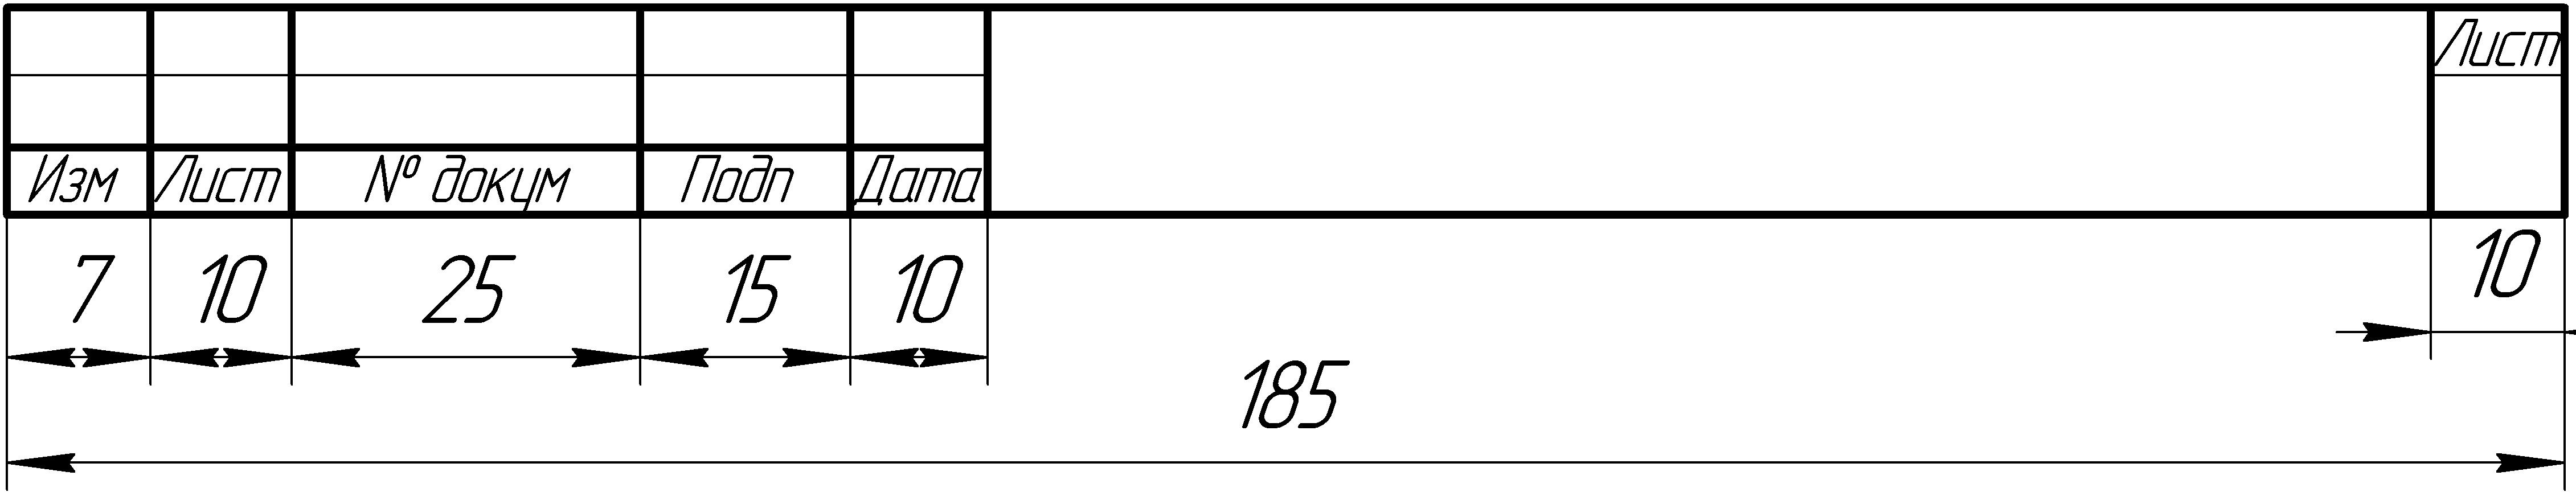 Лист
Изм Лист № докум Подп Дата
7 10 25 15 10 10
185